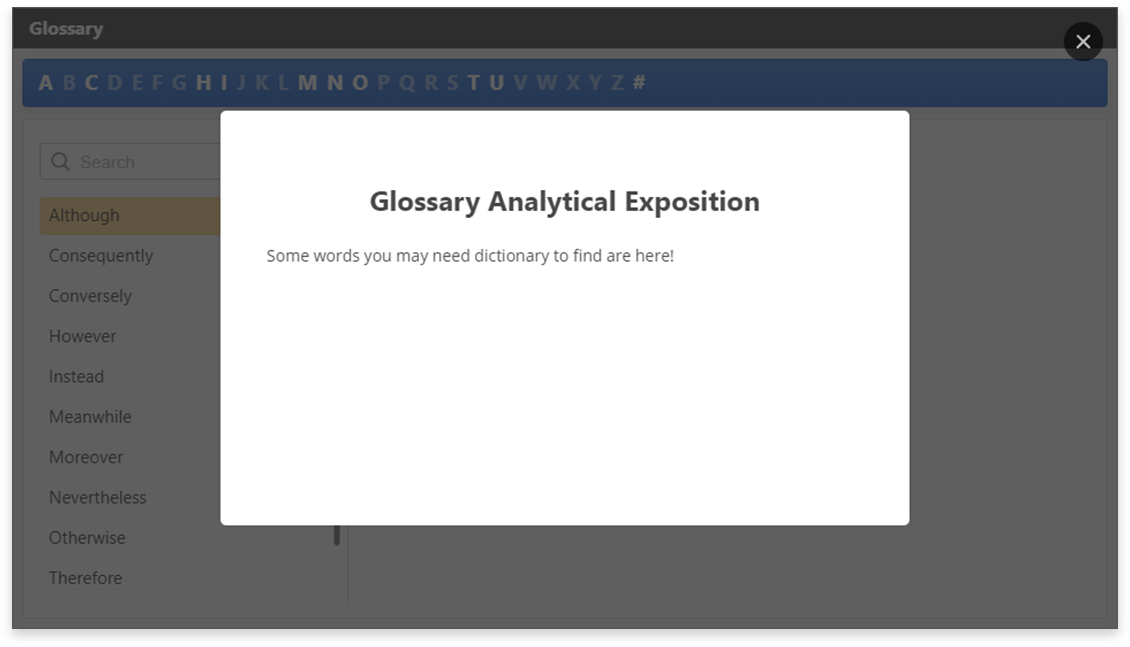 Glossary
A B C D E F G H I J K L M N O P Q R S T U V W X Y Z #
Search
Although
Consequently
Conversely
However
Instead
Meanwhile
Moreover
Nevertheless
Otherwise
Therefore
Glossary Analytical Exposition
Some words you may need dictionary to find are here!